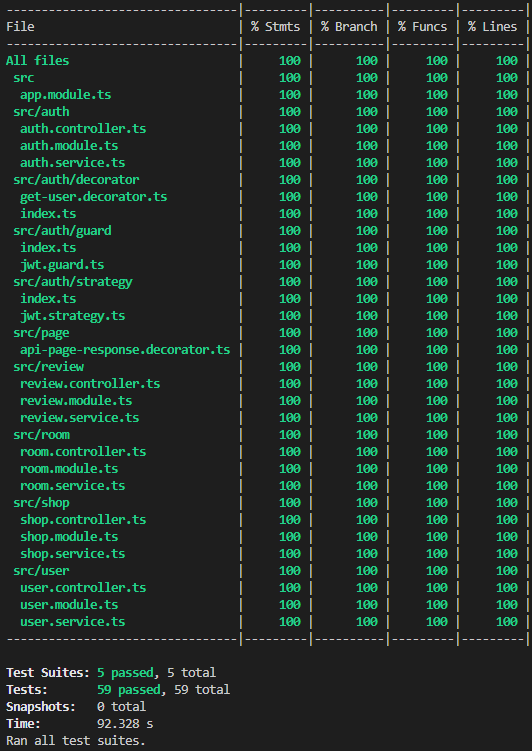 ----------------------------------|---------|----------|---------|---------|
File                              | % Stmts | % Branch | % Funcs | % Lines |
----------------------------------|---------|----------|---------|---------|
All files                         |     100 |      100 |     100 |     100 |
 src                              |     100 |      100 |     100 |     100 |
  app.module.ts                   |     100 |      100 |     100 |     100 |
 src/auth                         |     100 |      100 |     100 |     100 |
  auth.controller.ts              |     100 |      100 |     100 |     100 |
  auth.module.ts                  |     100 |      100 |     100 |     100 |
  auth.service.ts                 |     100 |      100 |     100 |     100 |
 src/auth/decorator               |     100 |      100 |     100 |     100 |
  get-user.decorator.ts           |     100 |      100 |     100 |     100 |
  index.ts                        |     100 |      100 |     100 |     100 |
 src/auth/guard                   |     100 |      100 |     100 |     100 |
  index.ts                        |     100 |      100 |     100 |     100 |
  jwt.guard.ts                    |     100 |      100 |     100 |     100 |
 src/auth/strategy                |     100 |      100 |     100 |     100 |
  index.ts                        |     100 |      100 |     100 |     100 |
  jwt.strategy.ts                 |     100 |      100 |     100 |     100 |
 src/page                         |     100 |      100 |     100 |     100 |
  api-page-response.decorator.ts  |     100 |      100 |     100 |     100 |
 src/review                       |     100 |      100 |     100 |     100 |
  review.controller.ts            |     100 |      100 |     100 |     100 |
  review.module.ts                |     100 |      100 |     100 |     100 |
  review.service.ts               |     100 |      100 |     100 |     100 |
 src/room                         |     100 |      100 |     100 |     100 |
  room.controller.ts              |     100 |      100 |     100 |     100 |
  room.module.ts                  |     100 |      100 |     100 |     100 |
  room.service.ts                 |     100 |      100 |     100 |     100 |
 src/shop                         |     100 |      100 |     100 |     100 |
  shop.controller.ts              |     100 |      100 |     100 |     100 |
  shop.module.ts                  |     100 |      100 |     100 |     100 |
  shop.service.ts                 |     100 |      100 |     100 |     100 |
 src/user                         |     100 |      100 |     100 |     100 |
  user.controller.ts              |     100 |      100 |     100 |     100 |
  user.module.ts                  |     100 |      100 |     100 |     100 |
  user.service.ts                 |     100 |      100 |     100 |     100 |
----------------------------------|---------|----------|---------|---------|
Test Suites: 5 passed, 5 total
Tests:       59 passed, 59 total
Snapshots:   0 total
Time:        92.328 s
Ran all test suites.